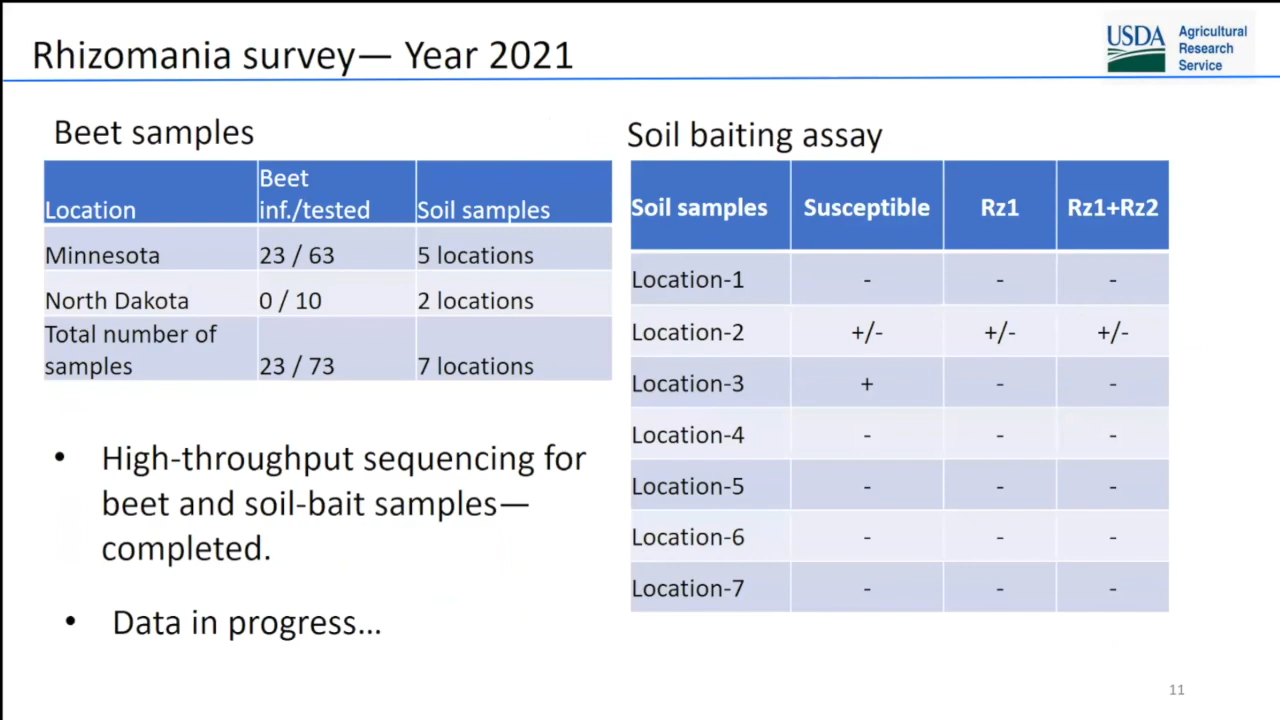 Rhizomania survey— Year 2021
USDA
Agricultural
Research
Service
Beet samples
Location Beet inf./tested Soil samples
Minnesota 23 / 63 5 locations
North Dakota 0 / 10 2 locations
Total number of samples 23 / 73 7 locations
• High-throughput sequencing for
beet and soil-bait samples—
completed.
• Data in progress...
Soil baiting assay
Soil samples Susceptible Rz1 Rz1+Rz2
Location-1 - - -
Location-2 +/- +/- +/-
Location-3 + - -
Location-4 - - -
Location-5 - - -
Location-6 - - -
Location-7 - - -
11